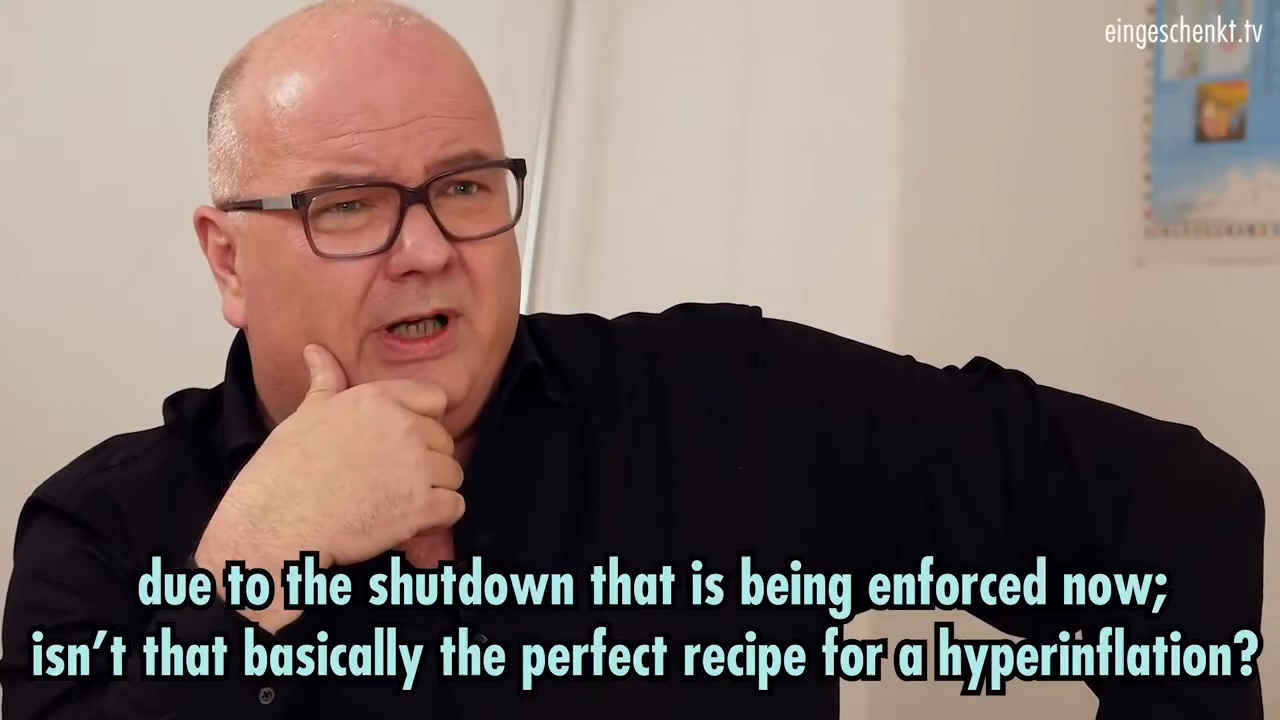 eingeschenkt.tv
due to the shutdown that is being enforced now;
isn't that basically the perfect recipe for a hyperinflation?